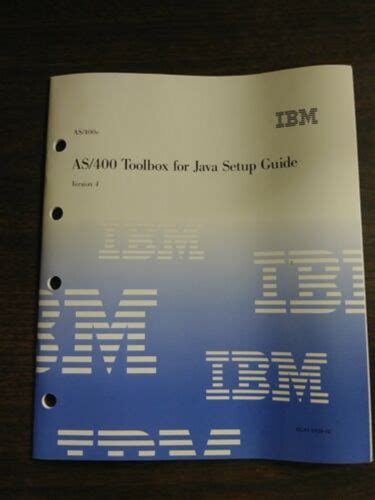 AS/400e
IBM
AS/400 Toolbox for Java Setup Guide
Version 4
IBM
IBM
IBM
IBM
IBM